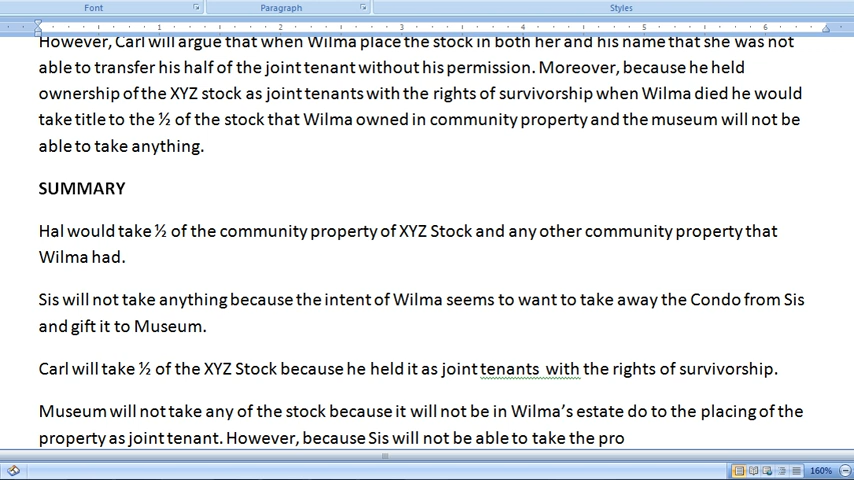 Font
Paragraph
Styles
1 2 3 4 5 6
However, Carl will argue that when Wilma place the stock in both her and his name that she was not
able to transfer his half of the joint tenant without his permission. Moreover, because he held
ownership of the XYZ stock as joint tenants with the rights of survivorship when Wilma died he would
take title to the ½ of the stock that Wilma owned in community property and the museum will not be
able to take anything.
SUMMARY
Hal would take ½ of the community property of XYZ Stock and any other community property that
Wilma had.
Sis will not take anything because the intent of Wilma seems to want to take away the Condo from Sis
and gift it to Museum.
Carl will take ½ of the XYZ Stock because he held it as joint tenants with the rights of survivorship.
Museum will not take any of the stock because it will not be in Wilma’s estate do to the placing of the
property as joint tenant. However, because Sis will not be able to take the pro
160%